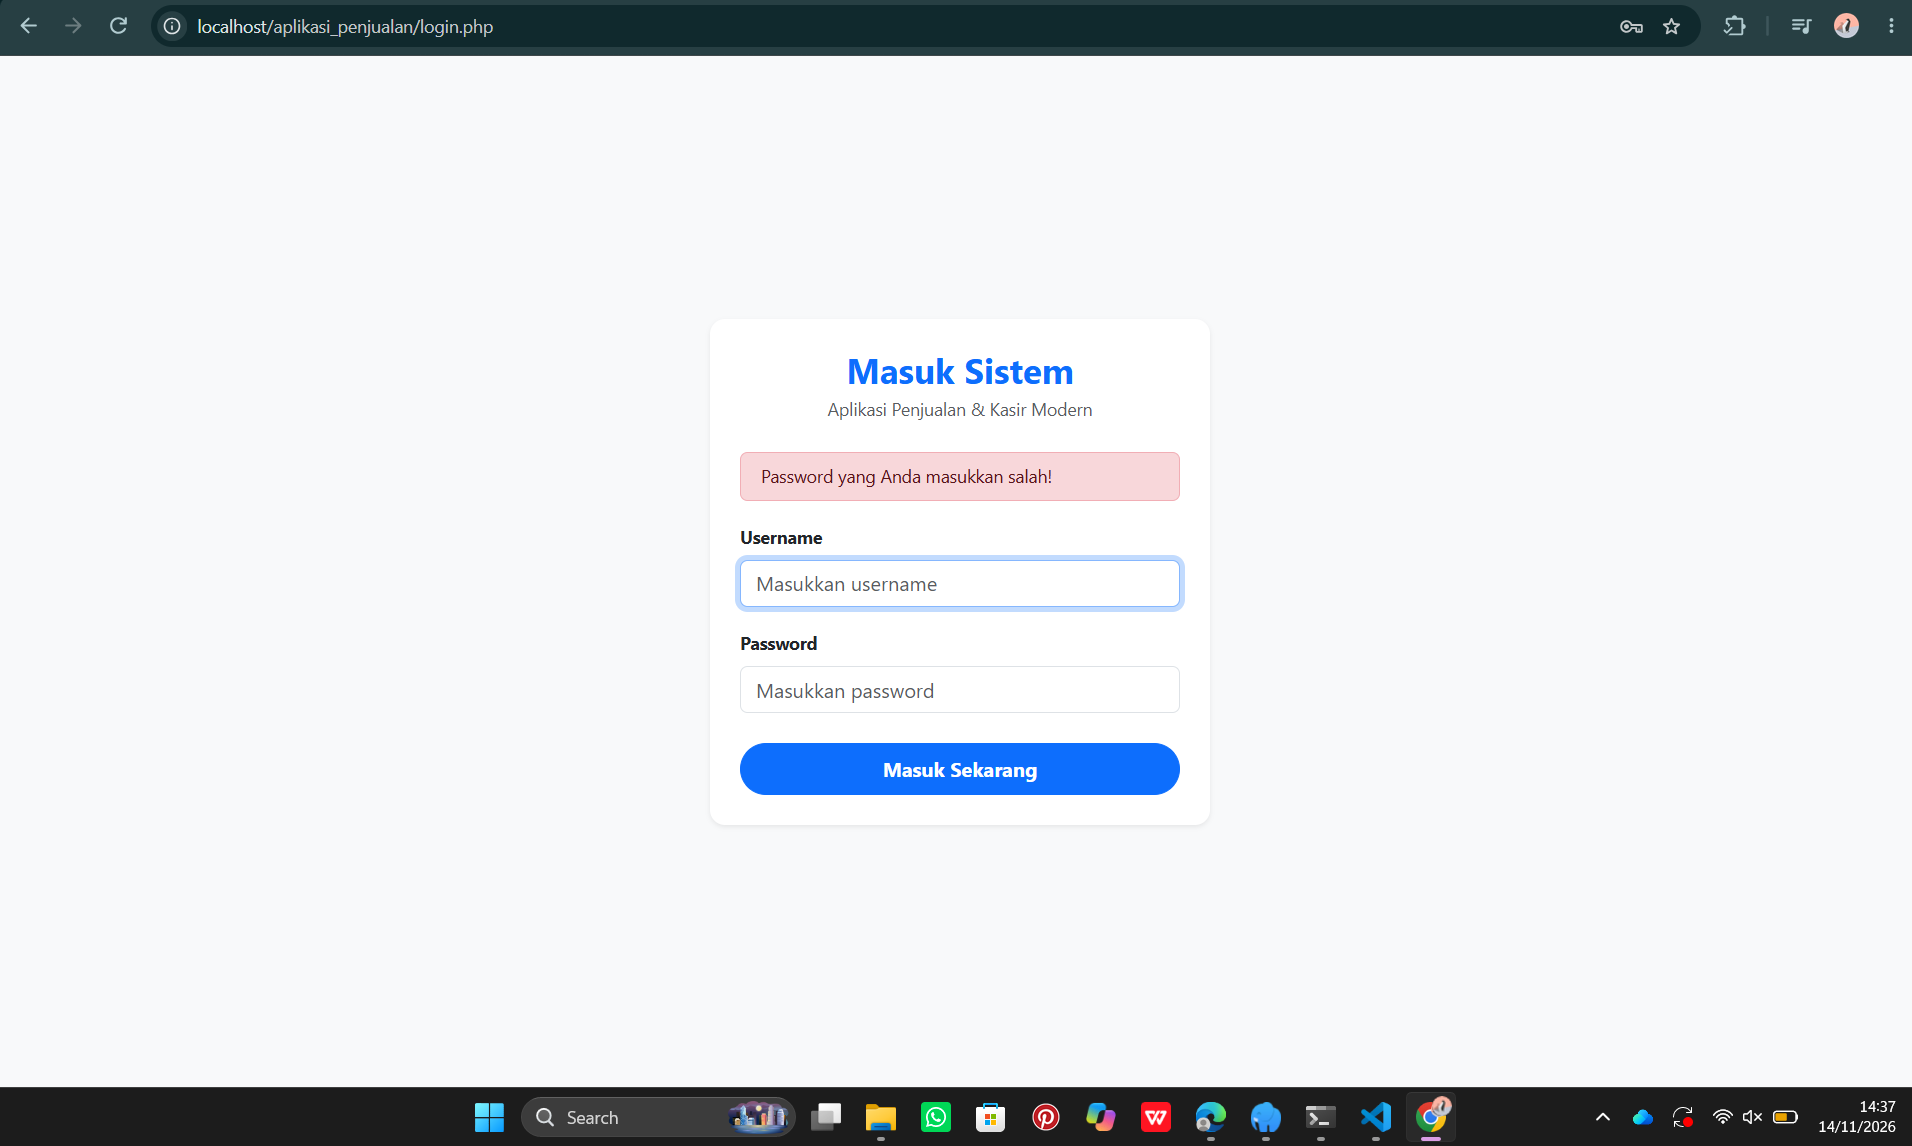 localhost/aplikasi_penjualan/login.php
Masuk Sistem
Aplikasi Penjualan & Kasir Modern
Password yang Anda masukkan salah!
Username
Masukkan username
Password
Masukkan password
Masuk Sekarang
Search
14:37
14/11/2026